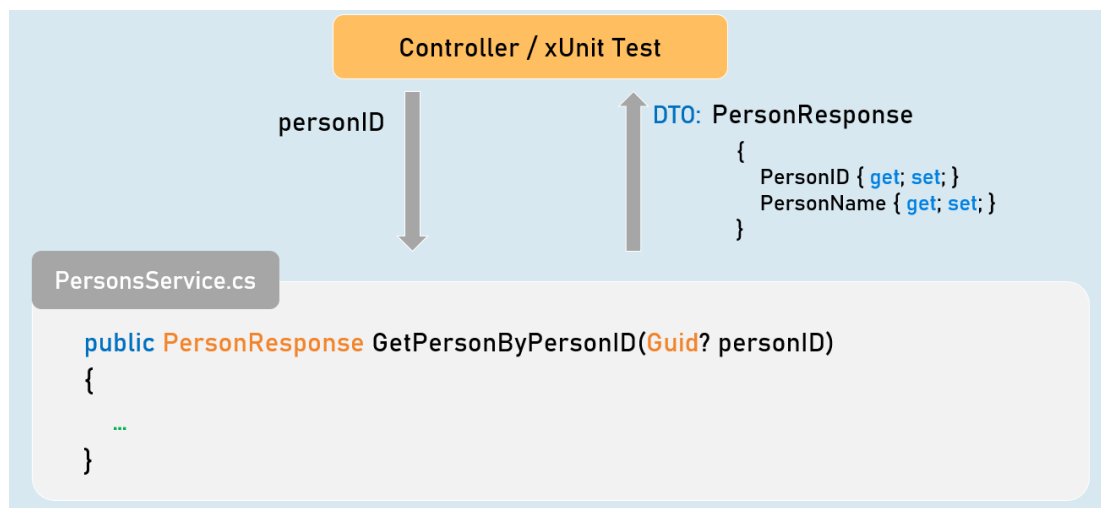 Controller / xUnit Test
personID
DTO: PersonResponse
{
PersonID { get; set; }
PersonName { get; set; }
}
PersonsService.cs
public PersonResponse GetPersonByPersonID(Guid? personID)
{
...
}